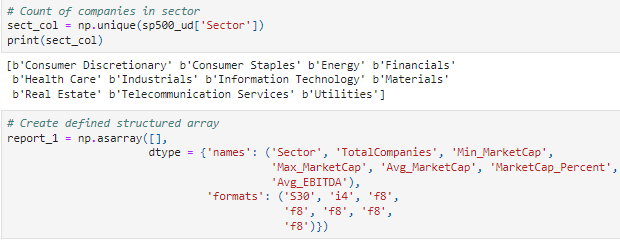 # Count of companies in sector
sect_col = np.unique(sp500_ud['Sector'])
print(sect_col)
[b'Consumer Discretionary' b'Consumer Staples' b'Energy' b'Financials'
 b'Health Care' b'Industrials' b'Information Technology' b'Materials'
 b'Real Estate' b'Telecommunication Services' b'Utilities']
# Create defined structured array
report_1 = np.asarray([],
                     dtype = {'names': ('Sector', 'TotalCompanies', 'Min_MarketCap',
                                        'Max_MarketCap', 'Avg_MarketCap', 'MarketCap_Percent',
                                        'Avg_EBITDA'),
                              'formats': ('S30', 'i4', 'f8',
                                          'f8', 'f8', 'f8',
                                          'f8')})